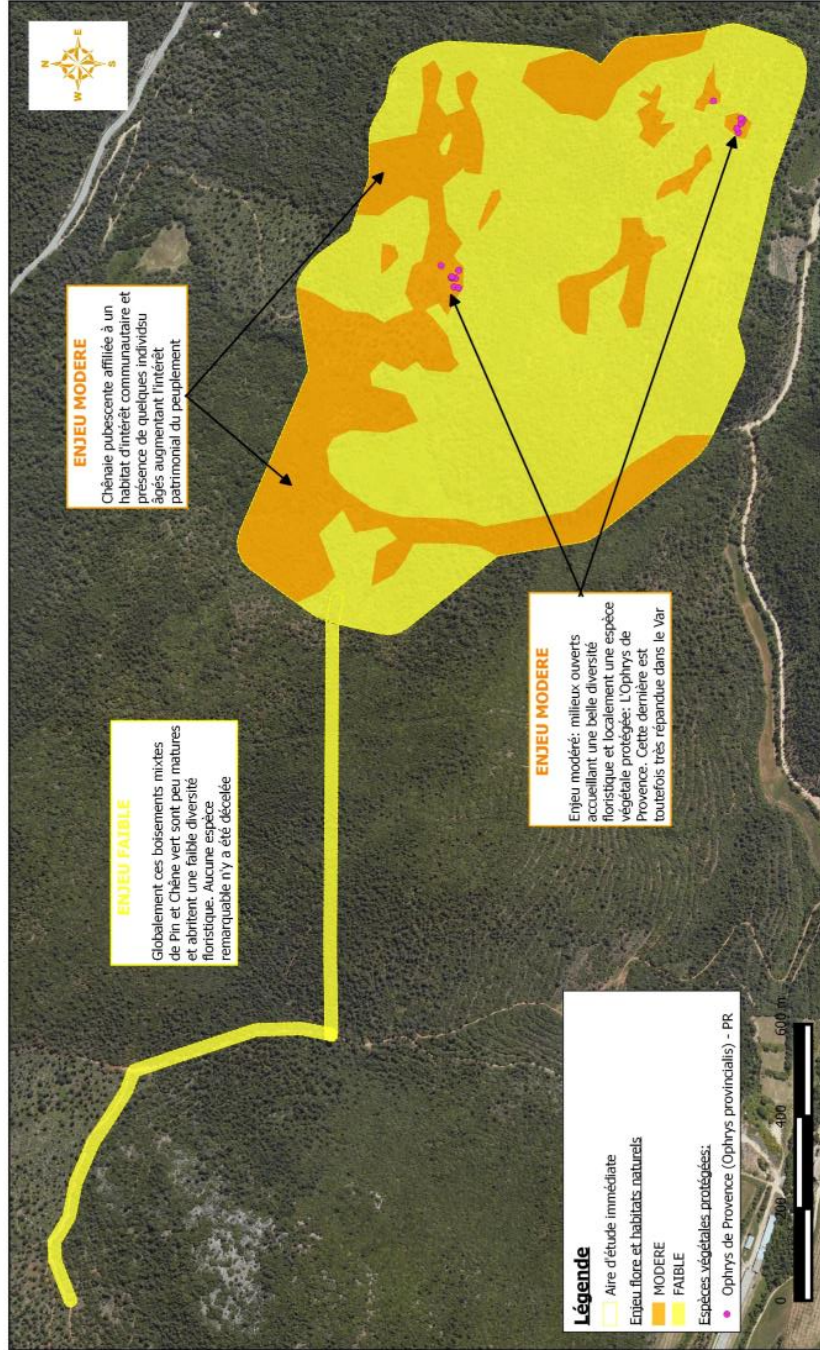 N
E
S
W
ENJEU MODERE
Chênaie pubescente affiliée à un
habitat d'intérêt communautaire et
présence de quelques individsu
âgés augmentant l'intérêt
patrimonial du peuplement
ENJEU FAIBLE
Globalement ces boisements mixtes
de Pin et Chêne vert sont peu matures
et abritent une faible diversité
floristique. Aucune espèce
remarquable n'y a été décelée
ENJEU MODERE
Enjeu modéré: milieux ouverts
accueillant une belle diversité
floristique et localement une espèce
végétale protégée: L'Ophrys de
Provence. Cette dernière est
toutefois très répandue dans le Var
Légende
Aire d'étude immédiate
Enjeu flore et habitats naturels
MODERE
FAIBLE
Espèces végétales protégées:
Ophrys de Provence (Ophrys provincialis) - PR
0 200 400 600 m